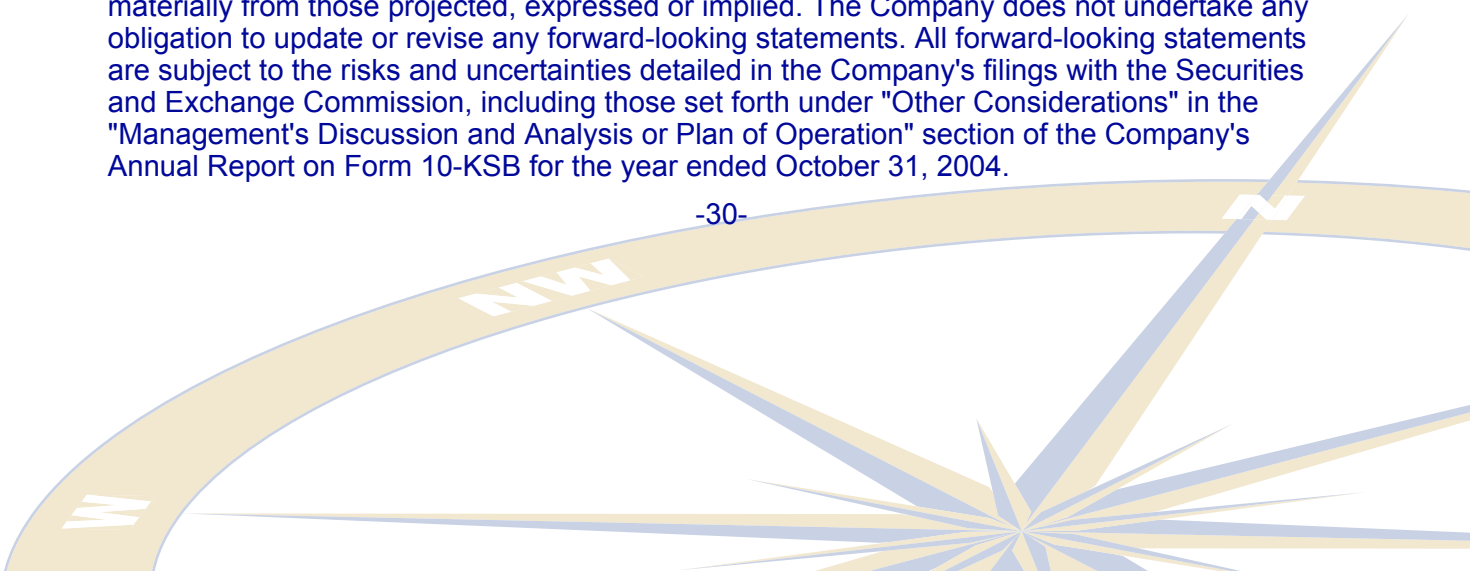 materially from those projected, expressed or implied. The Company does not undertake any
obligation to update or revise any forward-looking statements. All forward-looking statements
are subject to the risks and uncertainties detailed in the Company's filings with the Securities
and Exchange Commission, including those set forth under "Other Considerations" in the
"Management's Discussion and Analysis or Plan of Operation" section of the Company's
Annual Report on Form 10-KSB for the year ended October 31, 2004.
-30-
N
NW
W